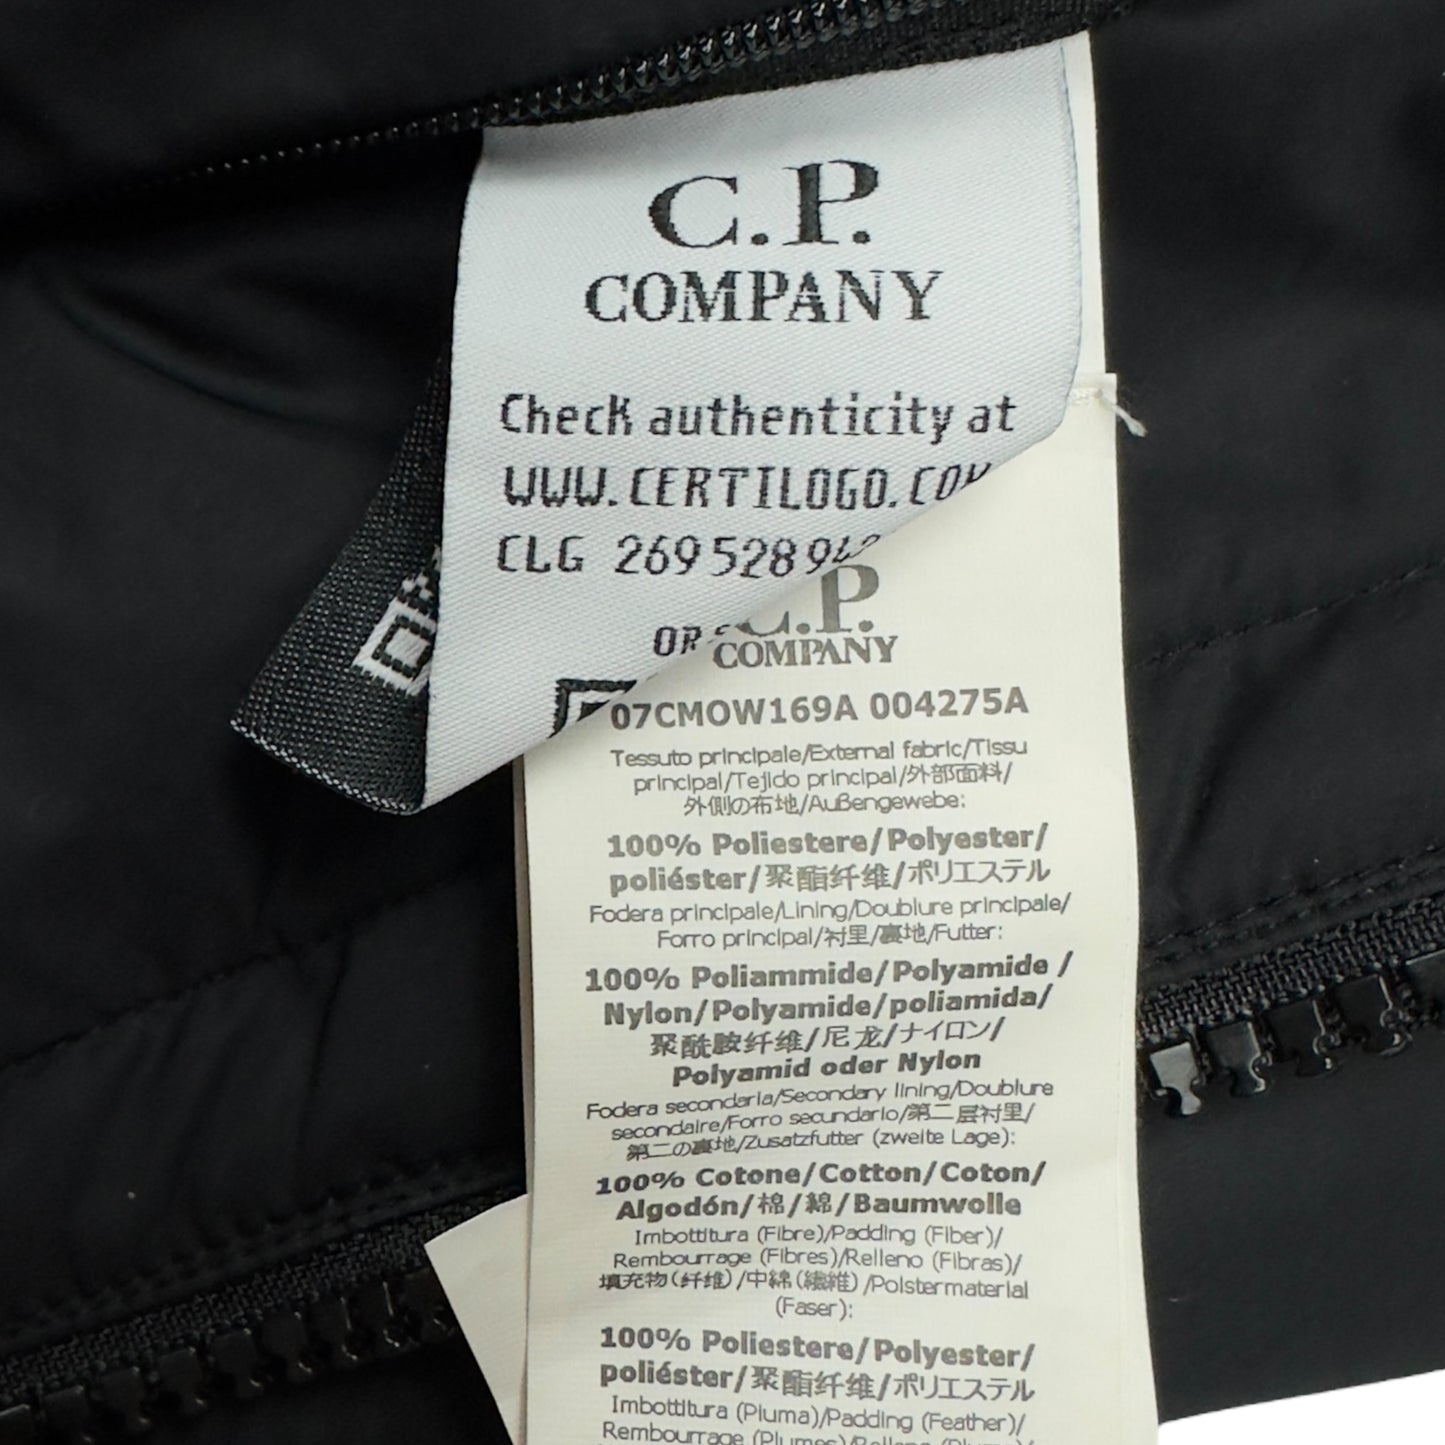 C.P.
COMPANY
Check authenticity at
WWW.CERTILOGO.COM
CLG 269 528 942
OR
C.P.
COMPANY
07CMOW169A 004275A
Tessuto principale/External fabric/Tissu
principal/Tejido principal/外部面料/
外側の布地/Außengewebe:
100% Poliestere/Polyester/
poliéster/聚酯纤维/ポリエステル
Fodera principale/Lining/Doublure principale/
Forro principal/衬里/裏地/Futter:
100% Poliammide/Polyamide /
Nylon/Polyamide/poliamida/
聚酰胺纤维/尼龙/ナイロン/
Polyamid oder Nylon
Fodera secondaria/Secondary lining/Doublure
secondaire/Forro secundario/第二层衬里/
第二の裏地/Zusatzfutter (zweite Lage):
100% Cotone/Cotton/Coton/
Algodón/棉/綿/Baumwolle
Imbottitura (Fibre)/Padding (Fiber)/
Rembourrage (Fibres)/Relleno (Fibras)/
填充物(纤维)/中綿(繊維)/Polstermaterial
(Faser):
100% Poliestere/Polyester/
poliéster/聚酯纤维/ポリエステル
Imbottitura (Piuma)/Padding (Feather)/
Rembourrage (Plumes)/Relleno